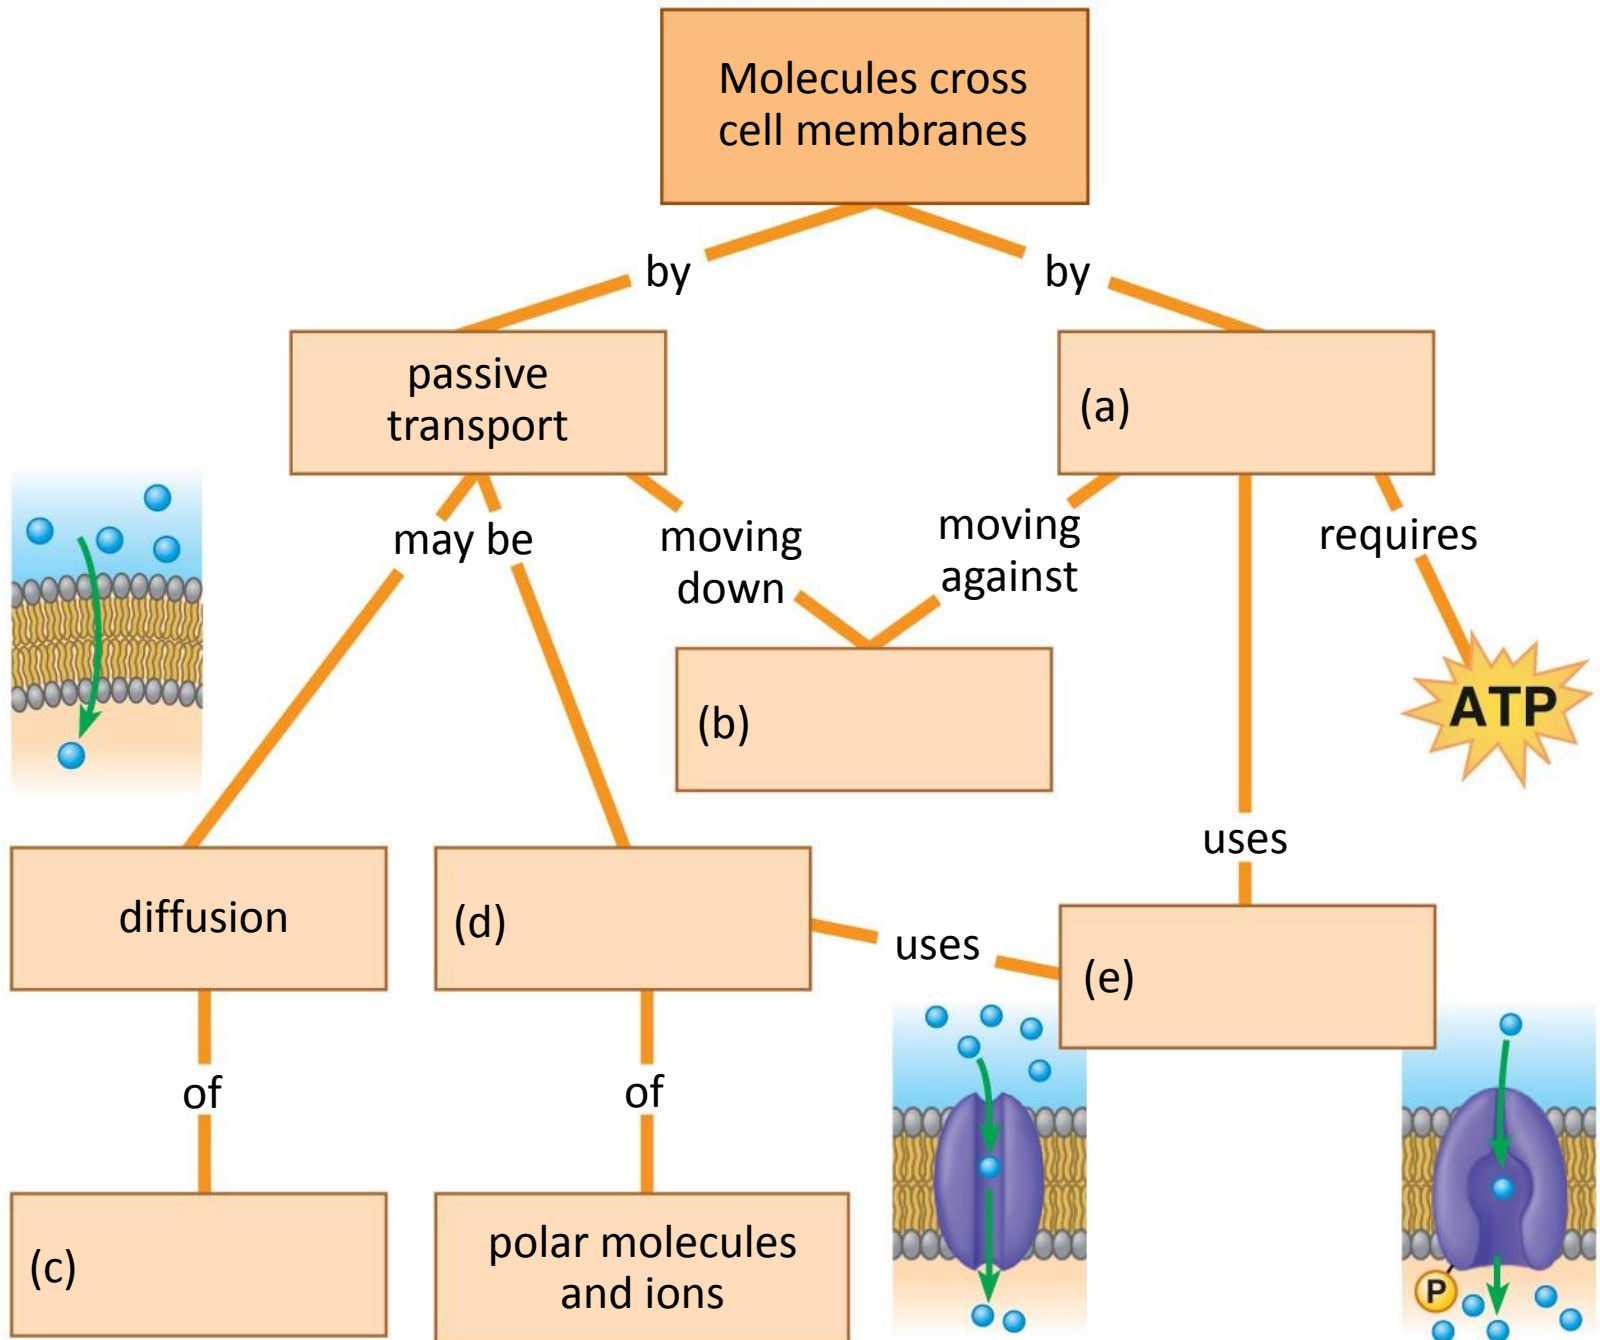 Molecules cross
cell membranes
by
by
passive
transport
(a)
may be
moving
down
moving
against
requires
(b)
ATP
uses
diffusion
(d)
uses
(e)
of
of
(c)
polar molecules
and ions
P